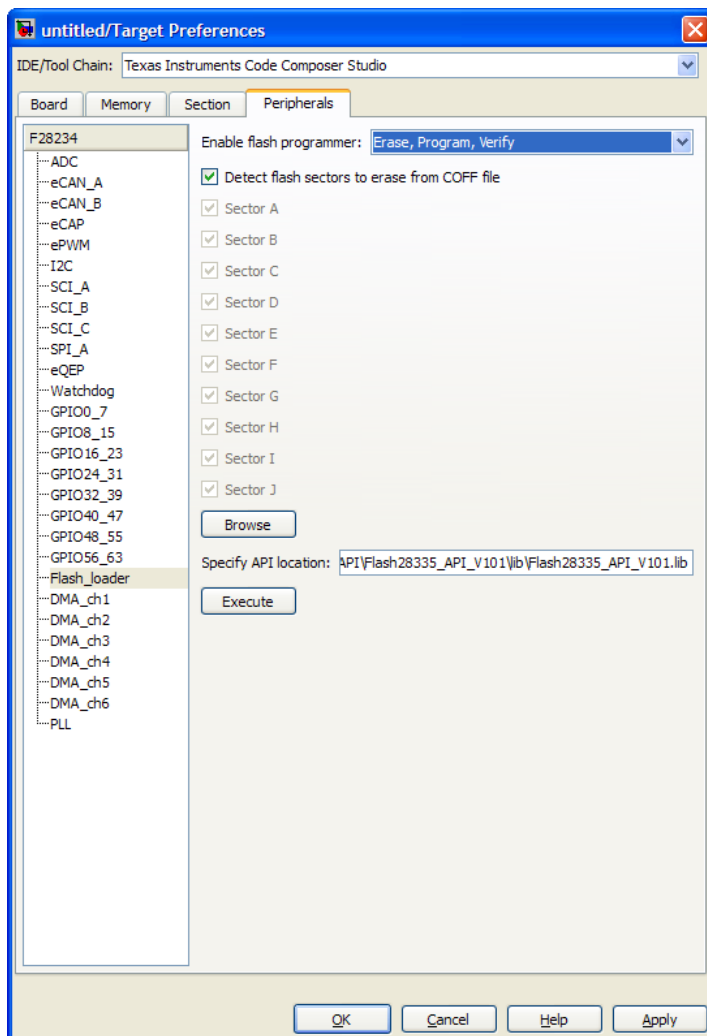 untitled/Target Preferences
IDE/Tool Chain: Texas Instruments Code Composer Studio
Board Memory Section Peripherals
F28234
ADC
eCAN_A
eCAN_B
eCAP
ePWM
I2C
SCI_A
SCI_B
SCI_C
SPI_A
eQEP
Watchdog
GPIO0_7
GPIO8_15
GPIO16_23
GPIO24_31
GPIO32_39
GPIO40_47
GPIO48_55
GPIO56_63
Flash_loader
DMA_ch1
DMA_ch2
DMA_ch3
DMA_ch4
DMA_ch5
DMA_ch6
PLL
Enable flash programmer: Erase, Program, Verify
Detect flash sectors to erase from COFF file
Sector A
Sector B
Sector C
Sector D
Sector E
Sector F
Sector G
Sector H
Sector I
Sector J
Browse
Specify API location: API\Flash28335_API_V101\lib\Flash28335_API_V101.lib
Execute
OK Cancel Help Apply